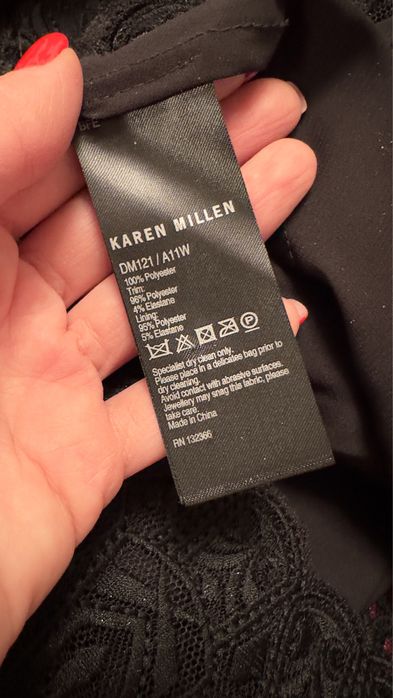 KAREN MILLEN
DM121 / A11W
100% Polyester
Trim:
96% Polyester
4% Elastane
Lining:
95% Polyester
5% Elastane
Specialist dry clean only.
Please place in a delicates bag prior to
dry cleaning.
Avoid contact with abrasive surfaces.
Jewellery may snag this fabric, please
take care.
Made in China
RN 132366